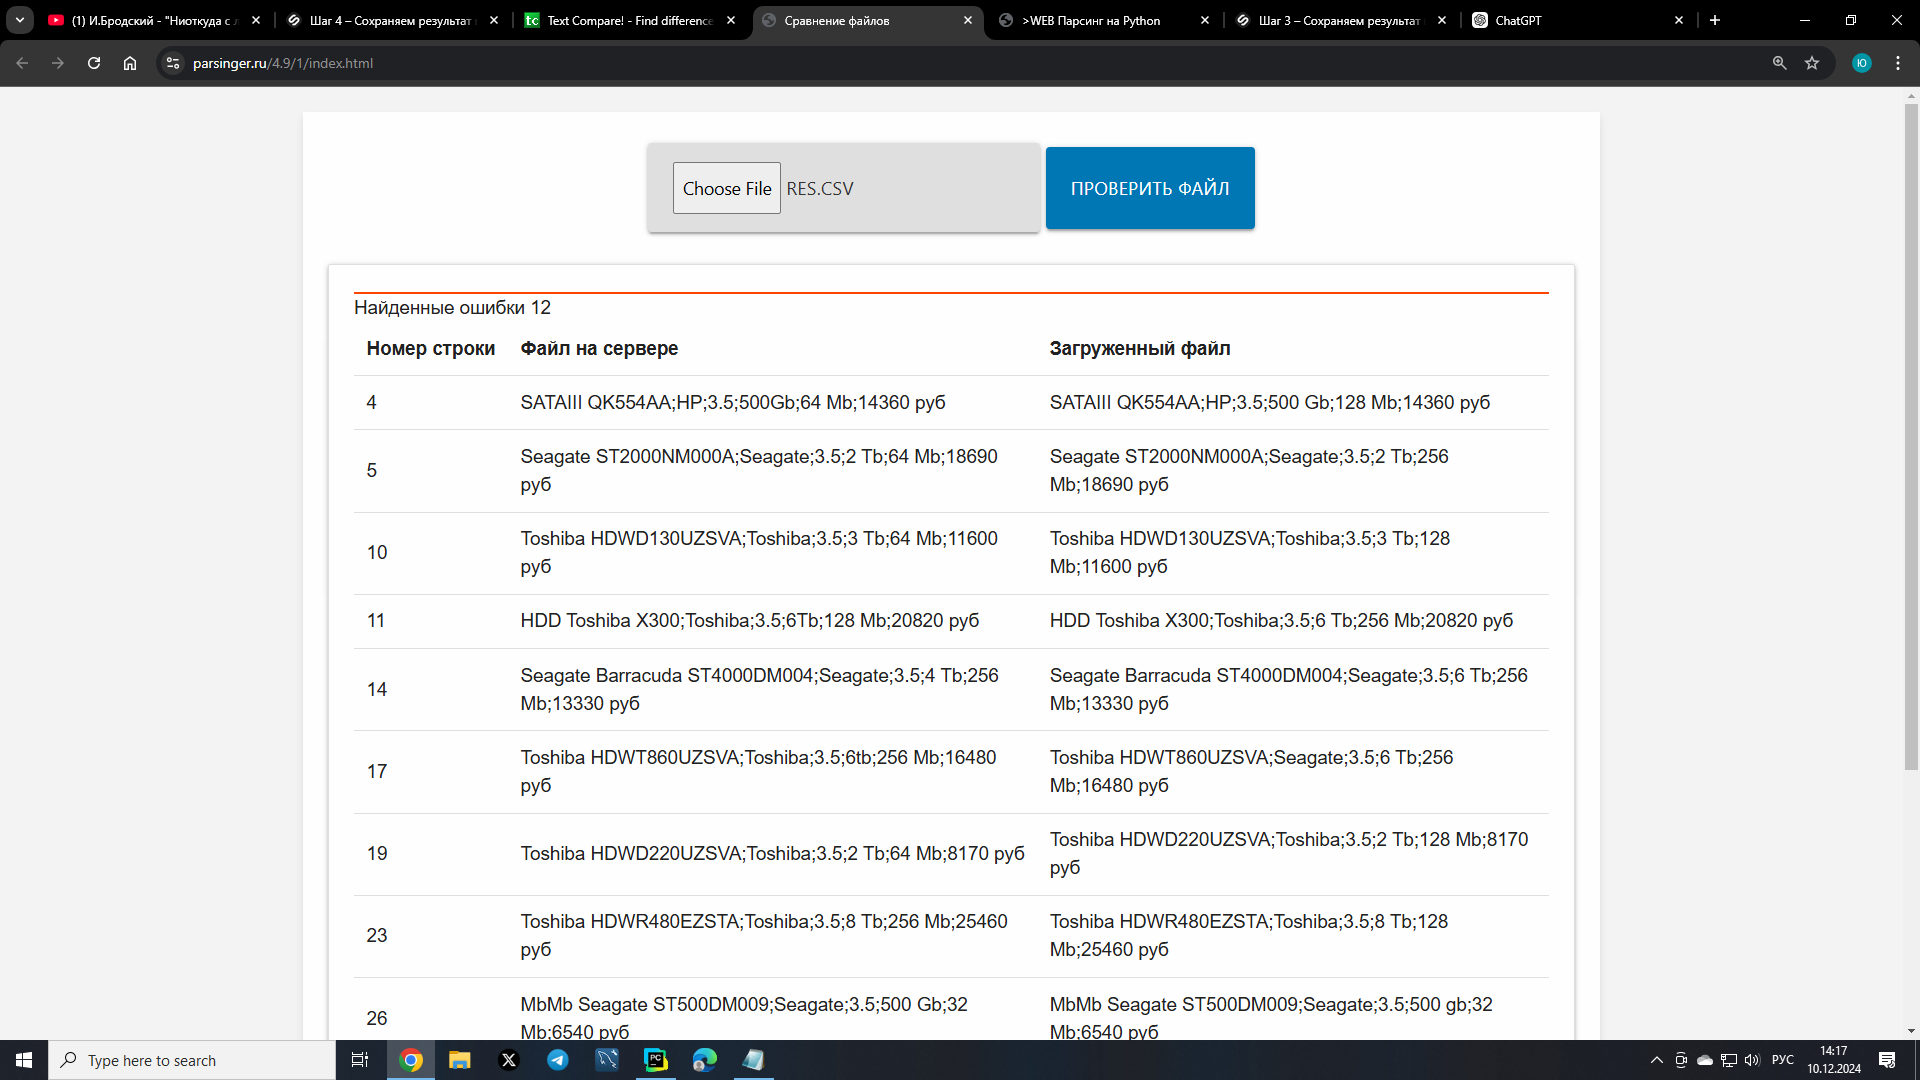 (1) И.Бродский - "Ниоткуда с л
Шаг 4 – Сохраняем результат
Text Compare! - Find difference
Сравнение файлов
>WEB Парсинг на Python
Шаг 3 – Сохраняем результат
ChatGPT
parsinger.ru/4.9/1/index.html
Ю
Choose File RES.CSV
ПРОВЕРИТЬ ФАЙЛ
Найденные ошибки 12
Номер строки Файл на сервере Загруженный файл
4 SATAIII QK554AA;HP;3.5;500Gb;64 Mb;14360 руб SATAIII QK554AA;HP;3.5;500 Gb;128 Mb;14360 руб
5 Seagate ST2000NM000A;Seagate;3.5;2 Tb;64 Mb;18690
руб
Seagate ST2000NM000A;Seagate;3.5;2 Tb;256
Mb;18690 руб
10 Toshiba HDWD130UZSVA;Toshiba;3.5;3 Tb;64 Mb;11600
руб
Toshiba HDWD130UZSVA;Toshiba;3.5;3 Tb;128
Mb;11600 руб
11 HDD Toshiba X300;Toshiba;3.5;6Tb;128 Mb;20820 руб HDD Toshiba X300;Toshiba;3.5;6 Tb;256 Mb;20820 руб
14 Seagate Barracuda ST4000DM004;Seagate;3.5;4 Tb;256
Mb;13330 руб
Seagate Barracuda ST4000DM004;Seagate;3.5;6 Tb;256
Mb;13330 руб
17 Toshiba HDWT860UZSVA;Toshiba;3.5;6tb;256 Mb;16480
руб
Toshiba HDWT860UZSVA;Seagate;3.5;6 Tb;256
Mb;16480 руб
19 Toshiba HDWD220UZSVA;Toshiba;3.5;2 Tb;64 Mb;8170 руб
Toshiba HDWD220UZSVA;Toshiba;3.5;2 Tb;128 Mb;8170
руб
23 Toshiba HDWR480EZSTA;Toshiba;3.5;8 Tb;256 Mb;25460
руб
Toshiba HDWR480EZSTA;Toshiba;3.5;8 Tb;128
Mb;25460 руб
26 MbMb Seagate ST500DM009;Seagate;3.5;500 Gb;32
Mb;6540 руб
MbMb Seagate ST500DM009;Seagate;3.5;500 gb;32
Mb;6540 руб
Type here to search
PC
РУС
14:17
10.12.2024